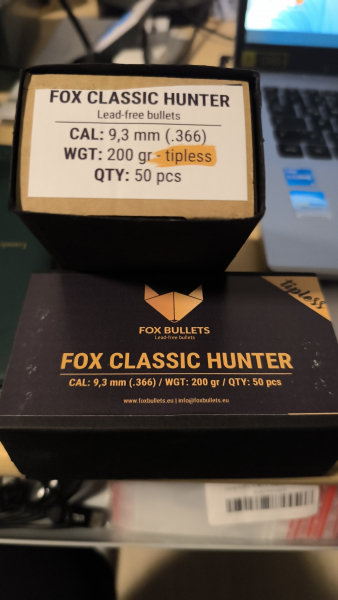 FOX CLASSIC HUNTER
Lead-free bullets
CAL: 9,3 mm (.366)
WGT: 200 gr - tipless
QTY: 50 pcs
tipless
FOX BULLETS
Lead-free bullets
FOX CLASSIC HUNTER
CAL: 9,3 mm (.366) / WGT: 200 gr / QTY: 50 pcs
www.foxbullets.eu | info@foxbullets.eu